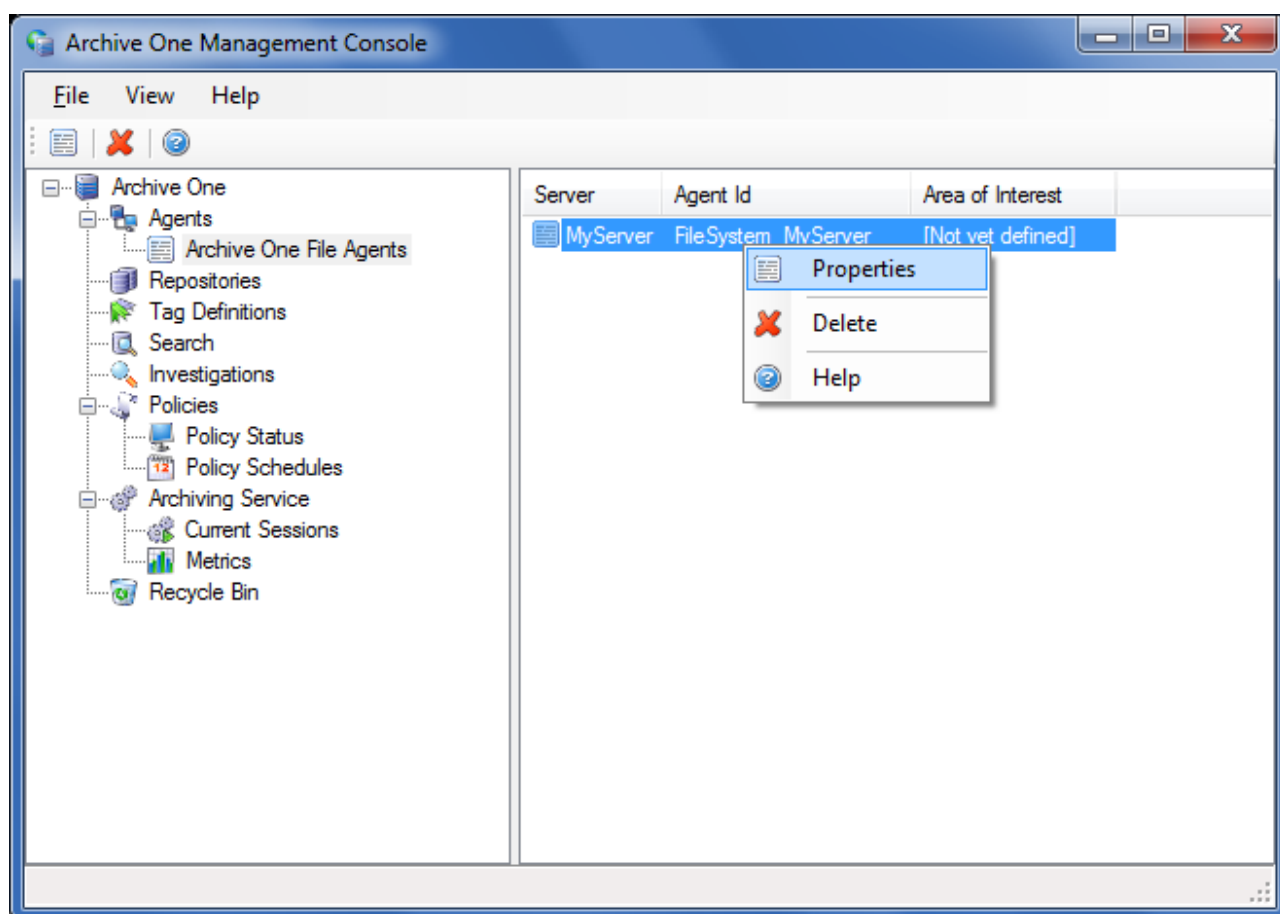 Archive One Management Console
File View Help
Archive One
Agents
Archive One File Agents
Repositories
Tag Definitions
Search
Investigations
Policies
Policy Status
12
Policy Schedules
Archiving Service
Current Sessions
Metrics
Recycle Bin
Server Agent Id Area of Interest
MyServer FileSystem_MyServer [Not yet defined]
Properties
Delete
Help